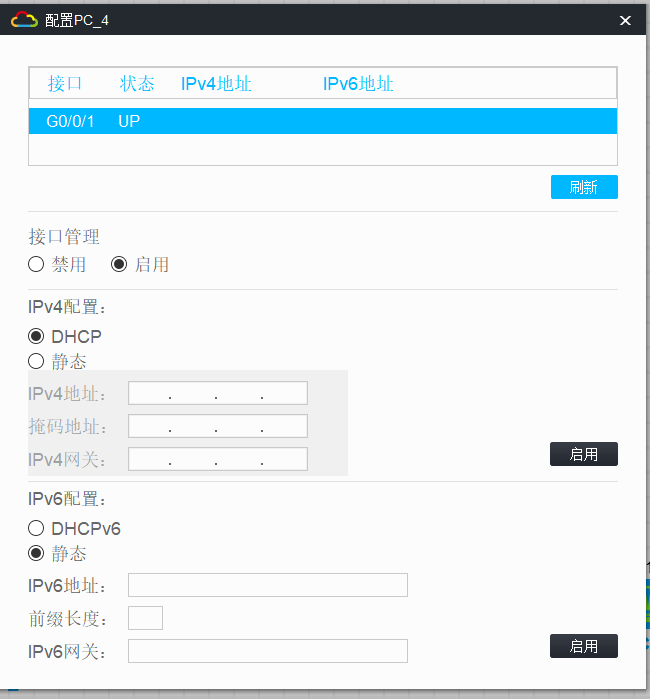 配置PC_4
接口 状态 IPv4地址 IPv6地址
G0/0/1 UP
刷新
接口管理
禁用 启用
IPv4配置：
DHCP
静态
IPv4地址： . . .
掩码地址： . . .
IPv4网关： . . .
启用
IPv6配置：
DHCPv6
静态
IPv6地址：
前缀长度：
IPv6网关：
启用